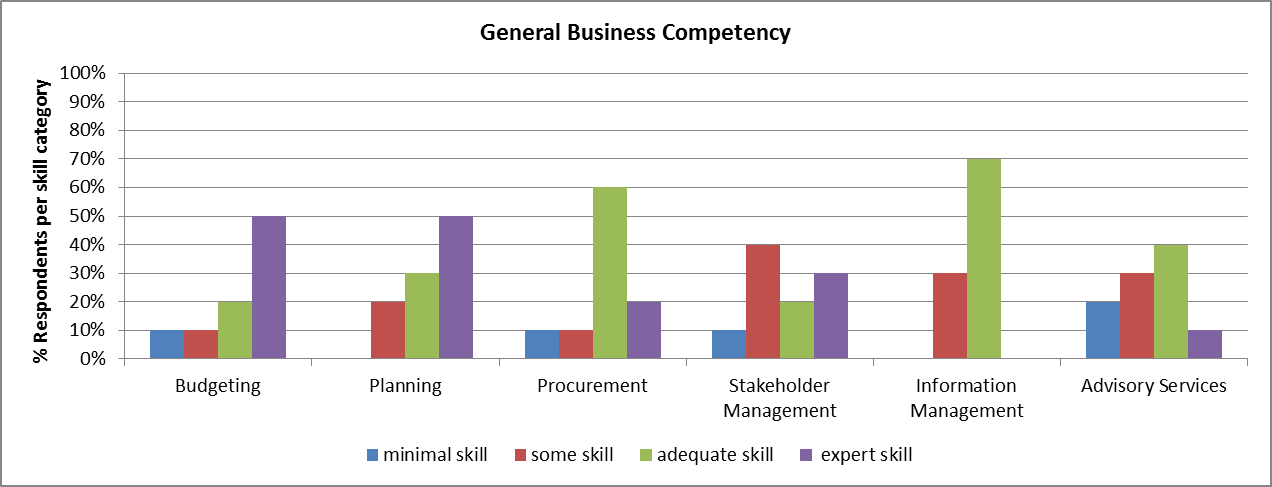 General Business Competency
% Respondents per skill category
100%
90%
80%
70%
60%
50%
40%
30%
20%
10%
0%
Budgeting
Planning
Procurement
Stakeholder
Management
Information
Management
Advisory Services
minimal skill
some skill
adequate skill
expert skill